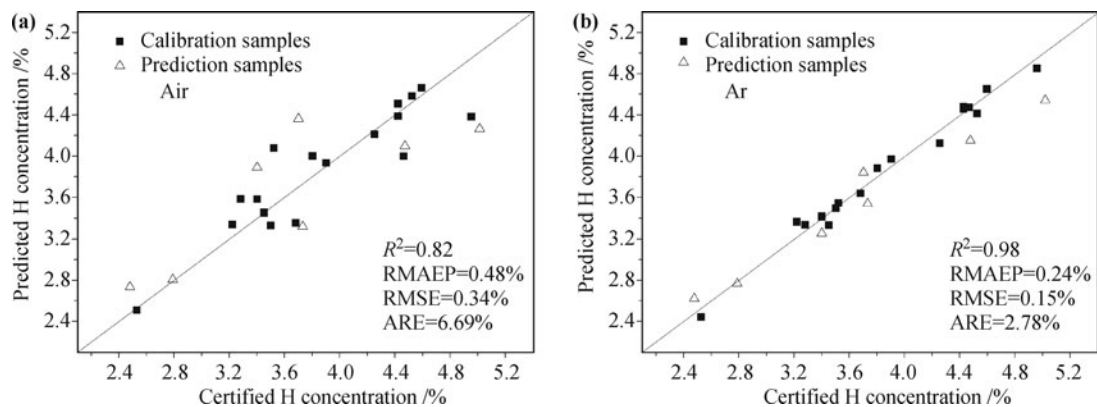 (a)
5.2
4.8
4.4
4.0
3.6
3.2
2.8
2.4
Predicted H concentration /%
■ Calibration samples
△ Prediction samples
Air
R²=0.82
RMAEP=0.48%
RMSE=0.34%
ARE=6.69%
2.4 2.8 3.2 3.6 4.0 4.4 4.8 5.2
Certified H concentration /%
(b)
5.2
4.8
4.4
4.0
3.6
3.2
2.8
2.4
Predicted H concentration /%
■ Calibration samples
△ Prediction samples
Ar
R²=0.98
RMAEP=0.24%
RMSE=0.15%
ARE=2.78%
2.4 2.8 3.2 3.6 4.0 4.4 4.8 5.2
Certified H concentration /%